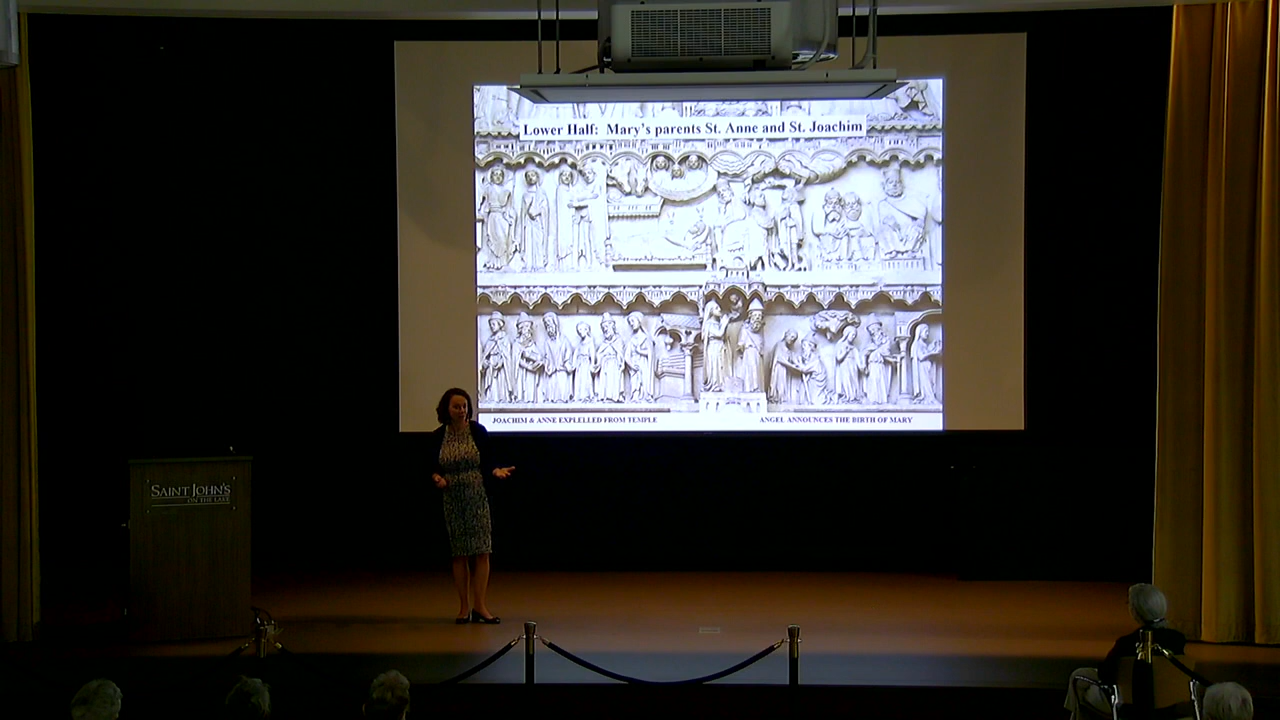 Lower Half: Mary's parents St. Anne and St. Joachim
JOACHIM & ANNE EXPLELLED FROM TEMPLE
ANGEL ANNOUNCES THE BIRTH OF MARY
SAINT JOHN'S
ON THE LAKE